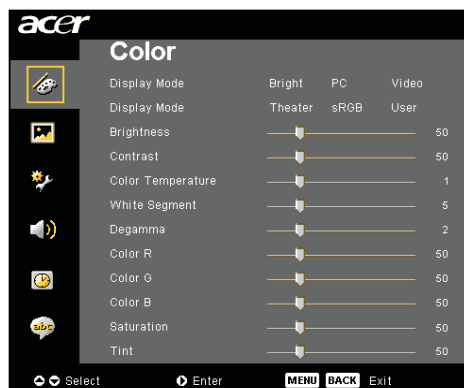 acer
Color
Display Mode Bright PC Video
Display Mode Theater sRGB User
Brightness 50
Contrast 50
Color Temperature 1
White Segment 5
Degamma 2
Color R 50
Color G 50
Color B 50
Saturation 50
Tint 50
abc
Select Enter MENU BACK Exit